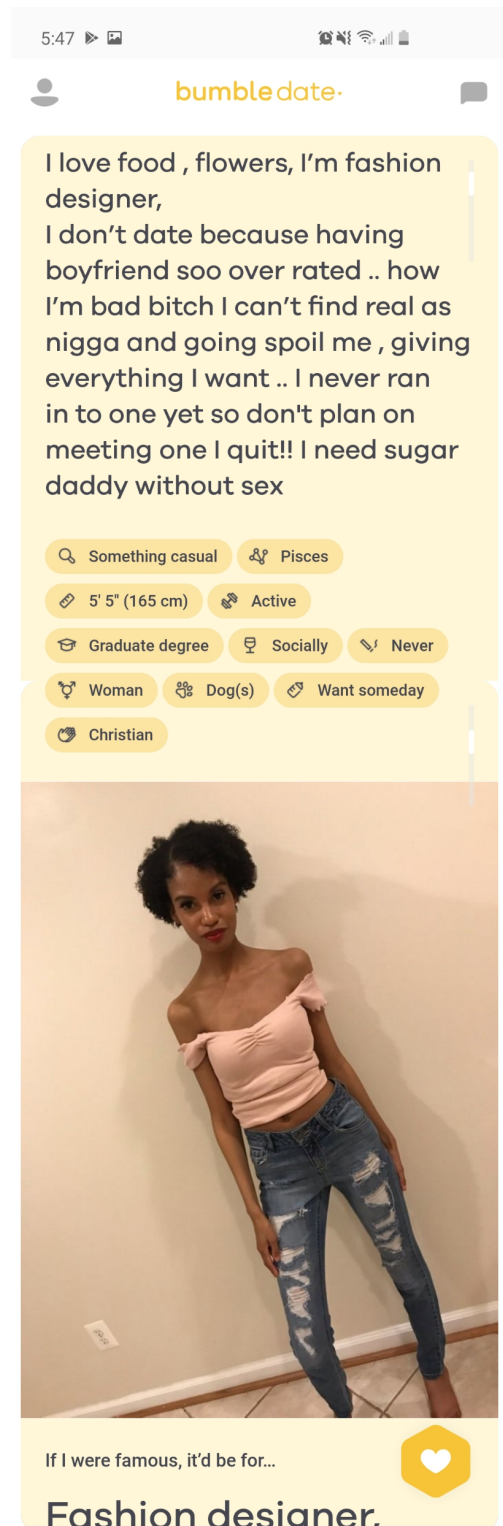 5:47
bumble date.
I love food , flowers, I’m fashion
designer,
I don’t date because having
boyfriend soo over rated .. how
I’m bad bitch I can’t find real as
nigga and going spoil me , giving
everything I want .. I never ran
in to one yet so don't plan on
meeting one I quit!! I need sugar
daddy without sex
Something casual Pisces
5' 5" (165 cm) Active
Graduate degree Socially Never
Woman Dog(s) Want someday
Christian
If I were famous, it’d be for...
Fashion designer,